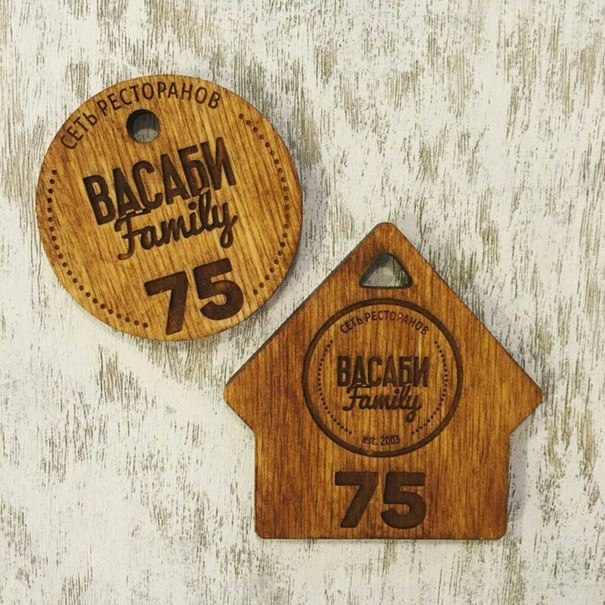 СЕТЬ РЕСТОРАНОВ
ВАСАБИ
Family
75
СЕТЬ РЕСТОРАНОВ
ВАСАБИ
Family
est. 2003
75